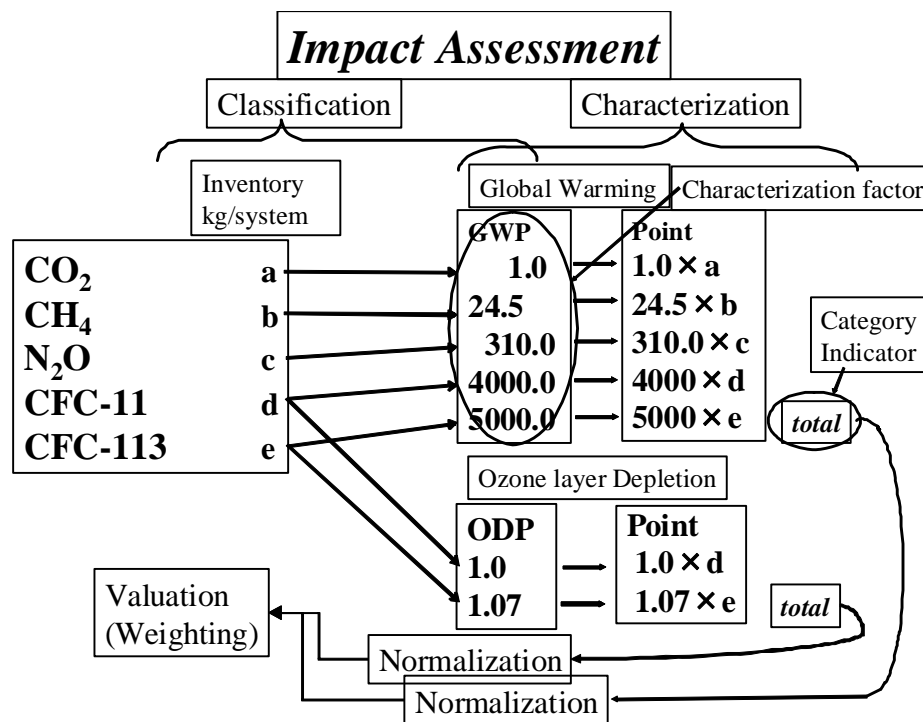 Impact Assessment
Classification
Characterization
Inventory
kg/system
Global Warming
Characterization factor
CO₂ a
CH₄ b
N₂O c
CFC-11 d
CFC-113 e
GWP
1.0
24.5
310.0
4000.0
5000.0
Point
1.0×a
24.5×b
310.0×c
4000×d
5000×e
Category
Indicator
total
Ozone layer Depletion
ODP
1.0
1.07
Point
1.0×d
1.07×e
total
Valuation
(Weighting)
Normalization
Normalization